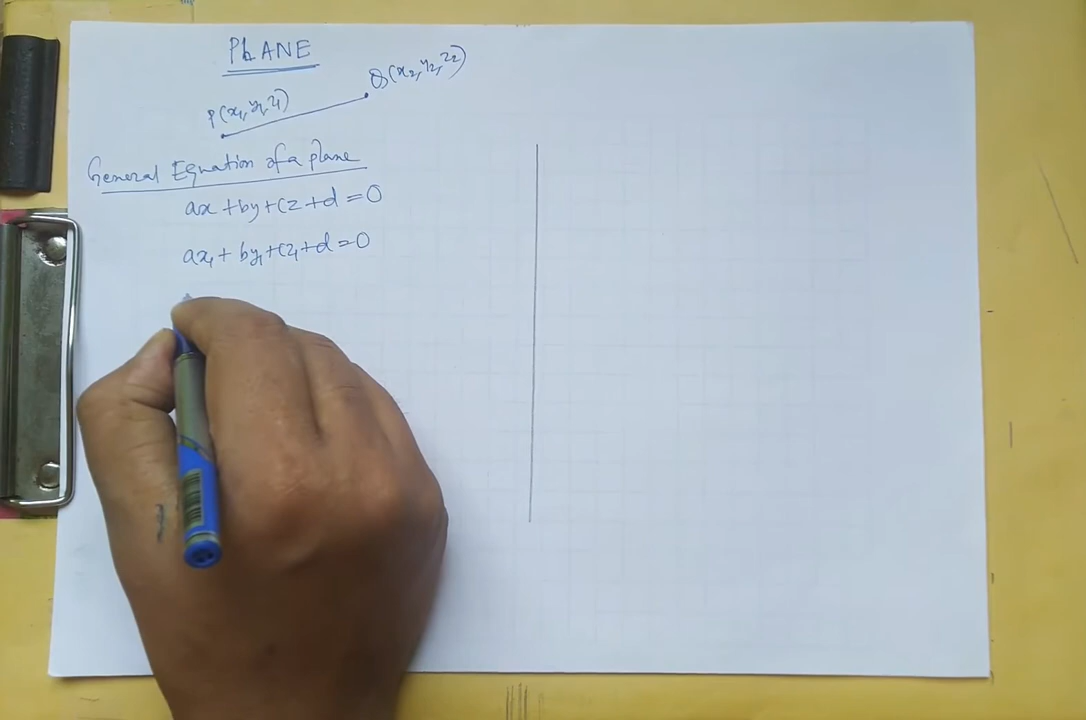 PLANE
P(x₁, y₁, z₁)
Q(x₂, y₂, z₂)
General Equation of a plane
ax + by + cz + d = 0
ax₁ + by₁ + cz₁ + d = 0